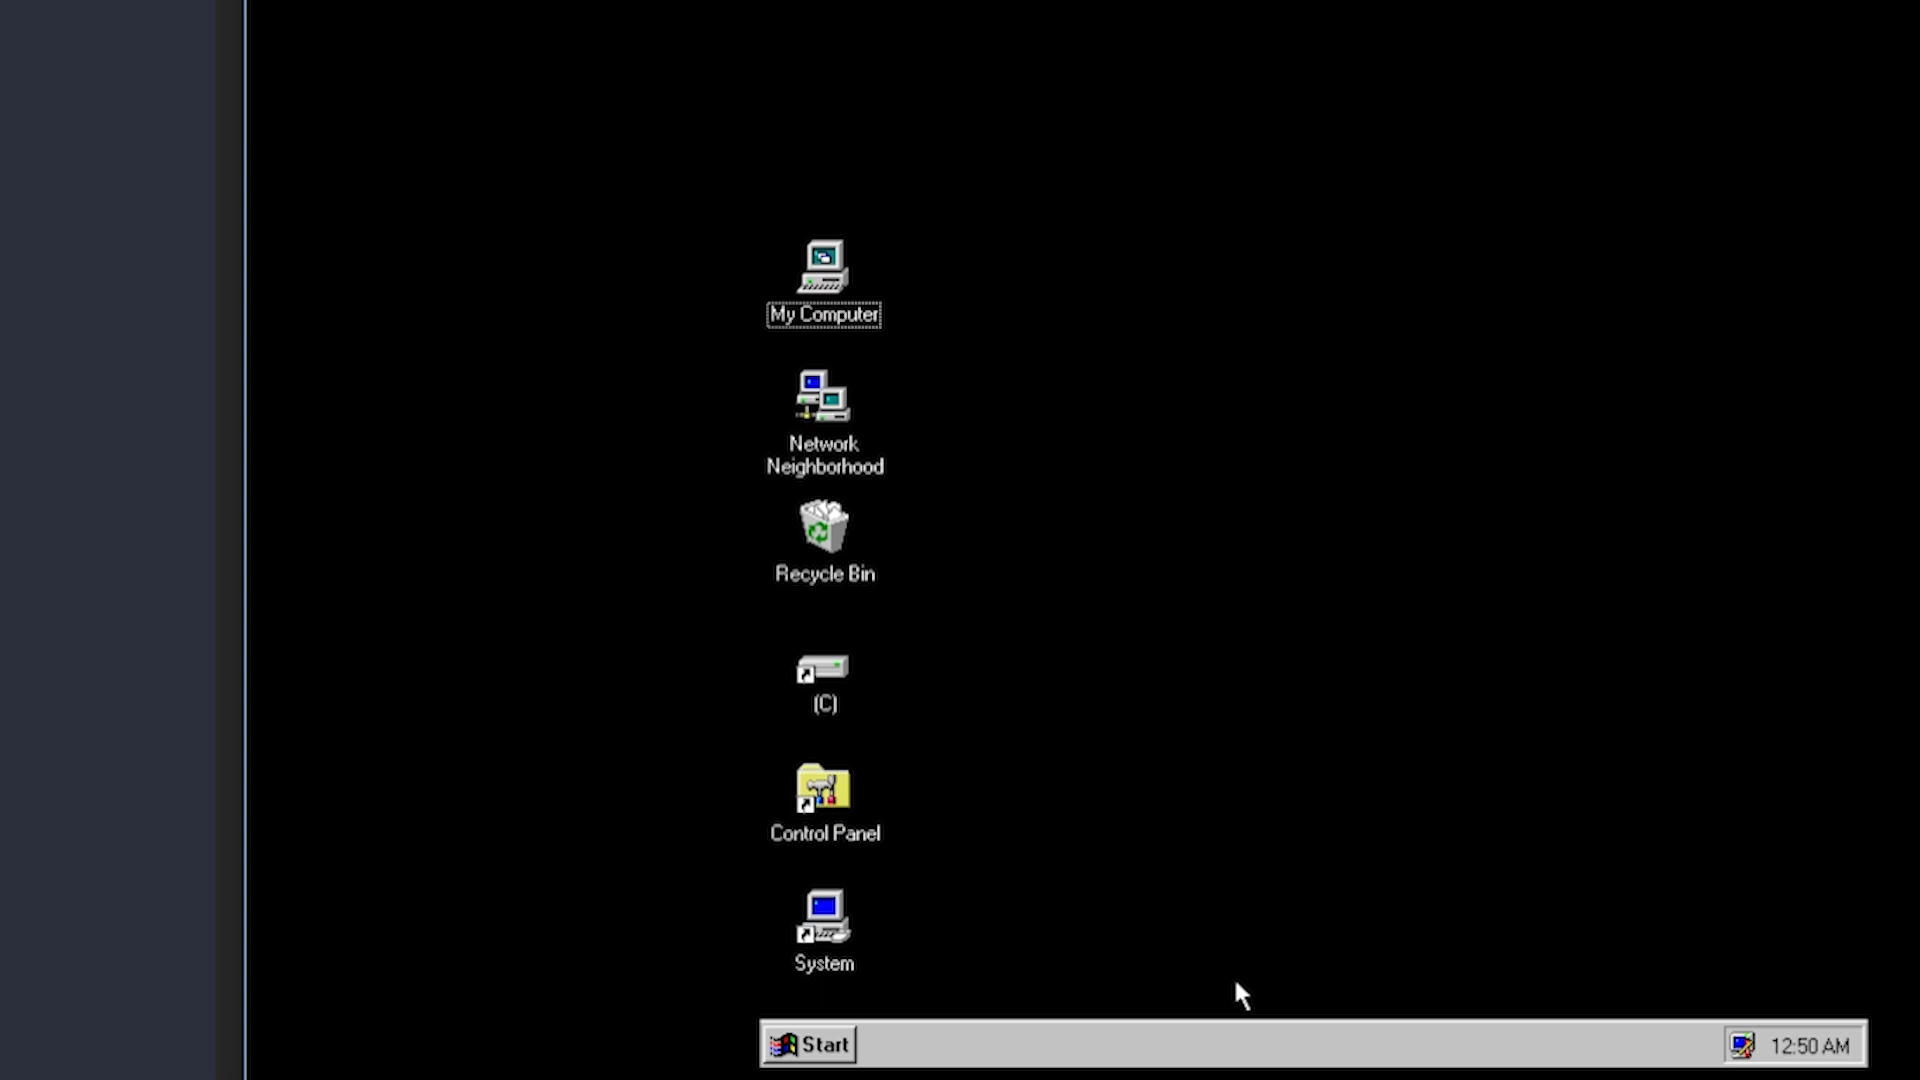 My Computer
Network
Neighborhood
Recycle Bin
(C)
Control Panel
System
Start
12:50 AM